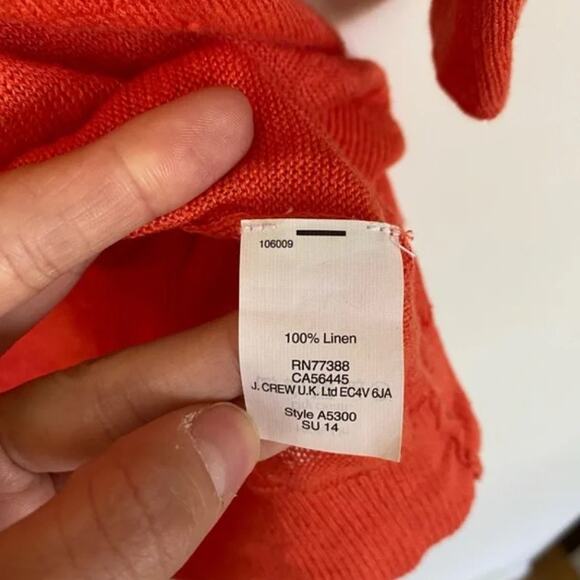 106009
100% Linen
RN77388
CA56445
J. CREW U.K. Ltd EC4V 6JA
Style A5300
SU 14